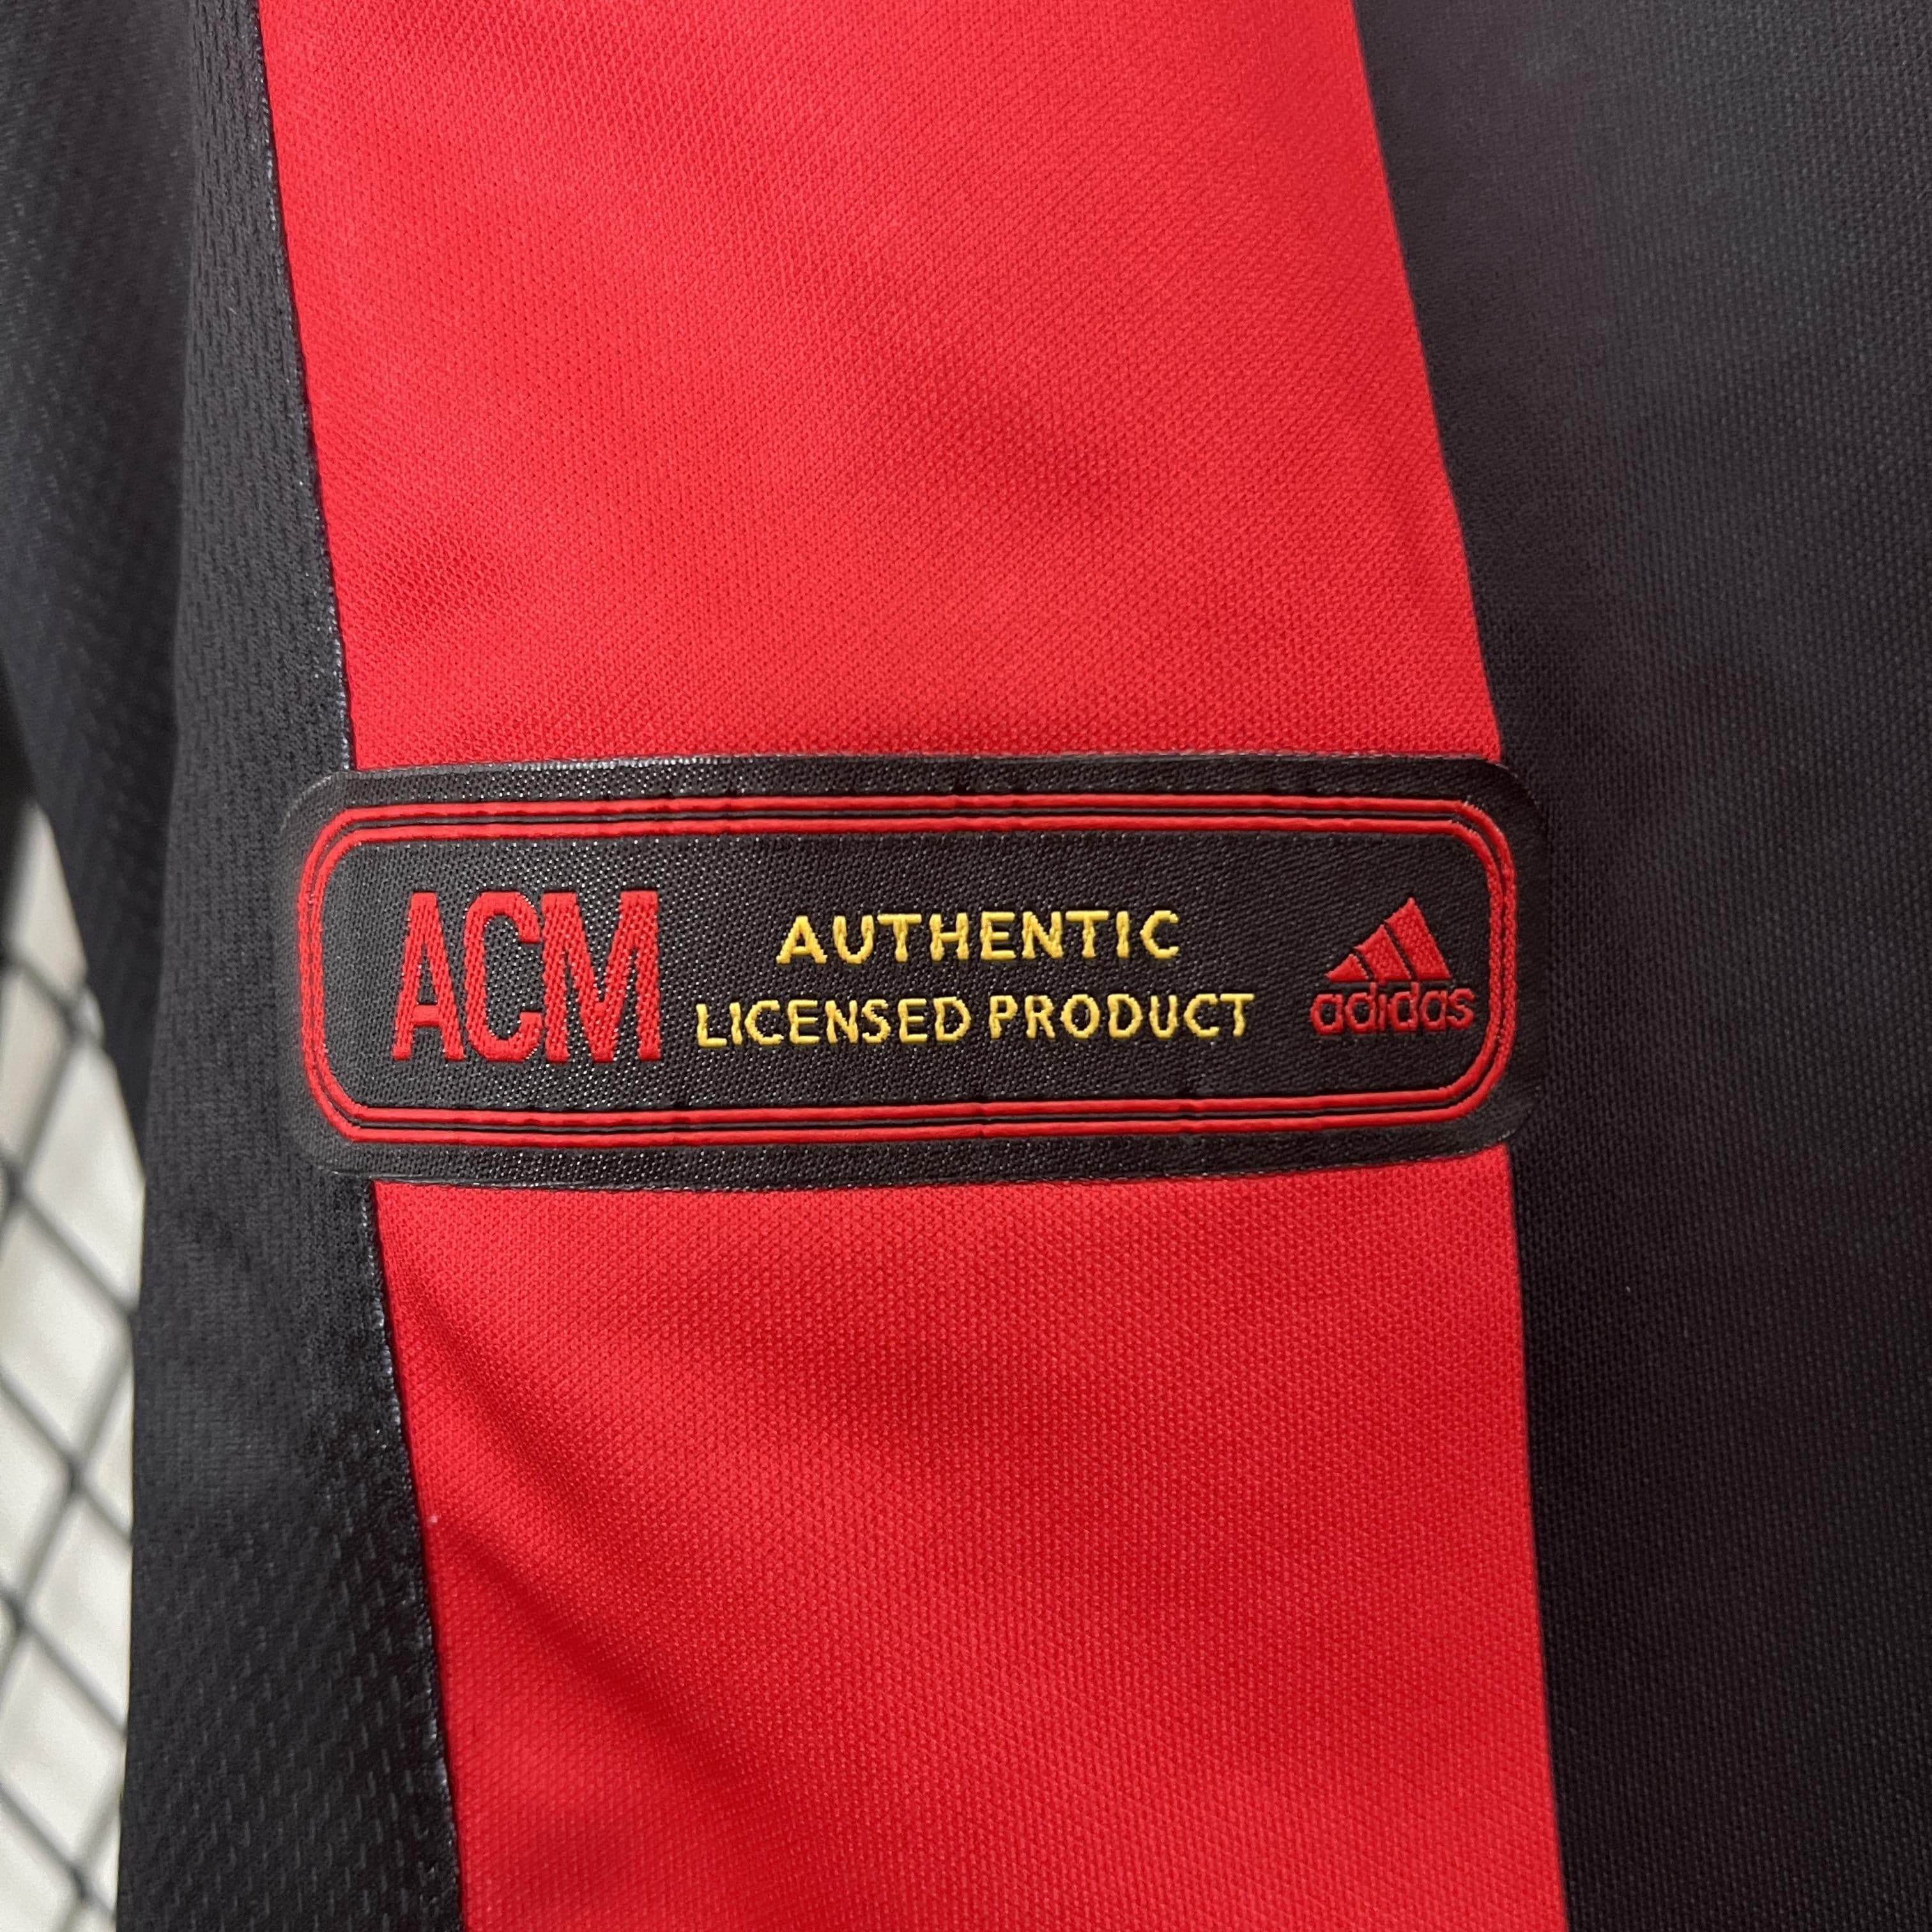 ACM
AUTHENTIC
LICENSED PRODUCT
adidas